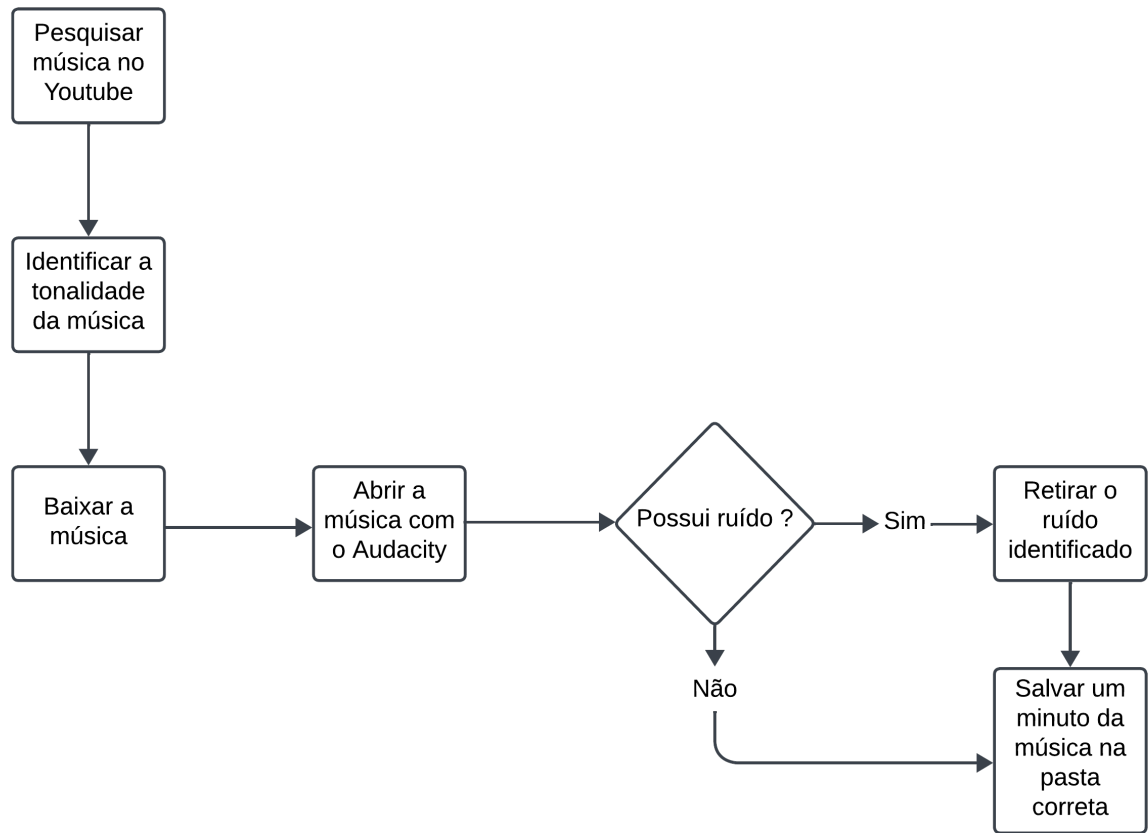 Pesquisar
música no
Youtube
Identificar a
tonalidade
da música
Baixar a
música
Abrir a
música com
o Audacity
Possui ruído ?
Sim
Retirar o
ruído
identificado
Não
Salvar um
minuto da
música na
pasta
correta